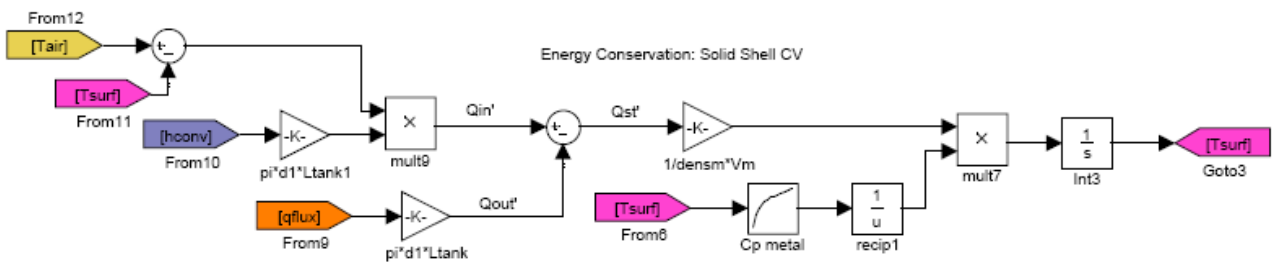 From12
[Tair]
Energy Conservation: Solid Shell CV
[Tsurf]
From11
[hconv]
From10
-K-
pi*d1*Ltank1
×
mult9
Qin'
Qst'
-K-
1/densm*Vm
×
mult7
1
s
Int3
[Tsurf]
Goto3
[qflux]
From9
-K-
pi*d1*Ltank
Qout'
[Tsurf]
From6
Cp metal
1
u
recip1